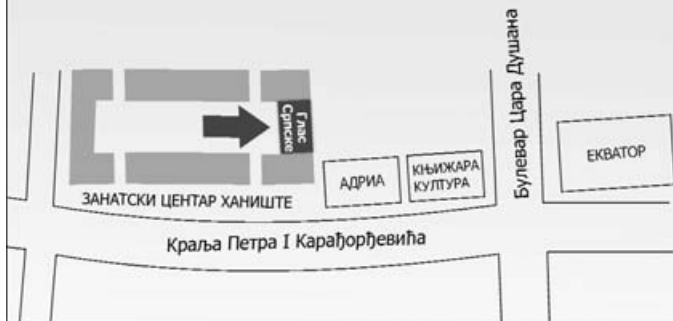 Глас
Српске
Булевар Цара Душана
АДРИА
КЊИЖАРА
КУЛТУРА
ЕКВАТОР
ЗАНАТСКИ ЦЕНТАР ХАНИШТЕ
Краља Петра I Карађорђевића